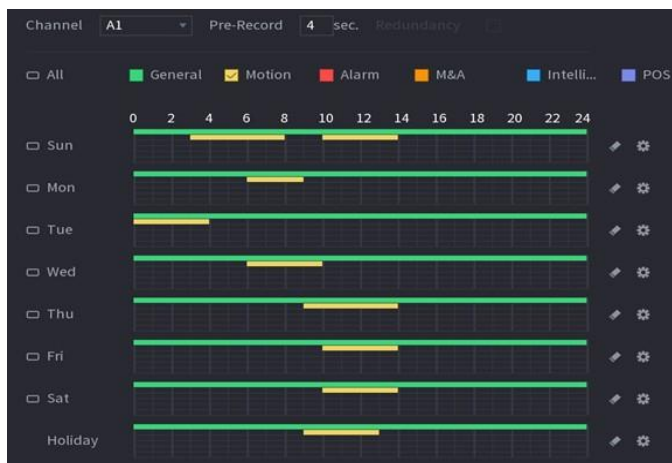 Channel A1 Pre-Record 4 sec. Redundancy
All General Motion Alarm M&A Intelli... POS
0 2 4 6 8 10 12 14 16 18 20 22 24
Sun
Mon
Tue
Wed
Thu
Fri
Sat
Holiday